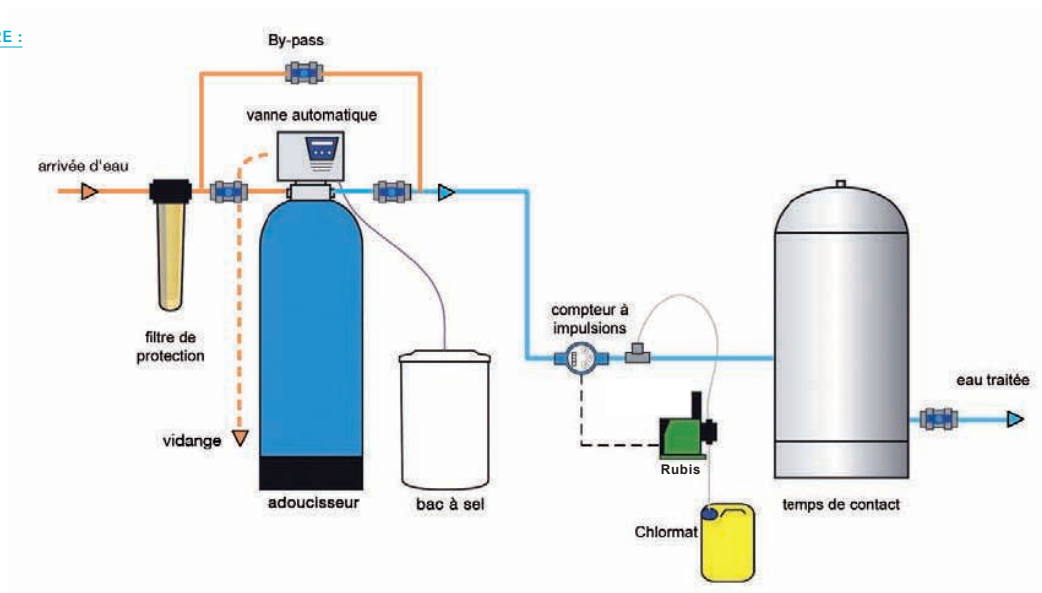 RE :
By-pass
vanne automatique
arrivée d'eau
filtre de
protection
vidange
adoucisseur
bac à sel
compteur à
impulsions
Rubis
Chlormat
temps de contact
eau traitée